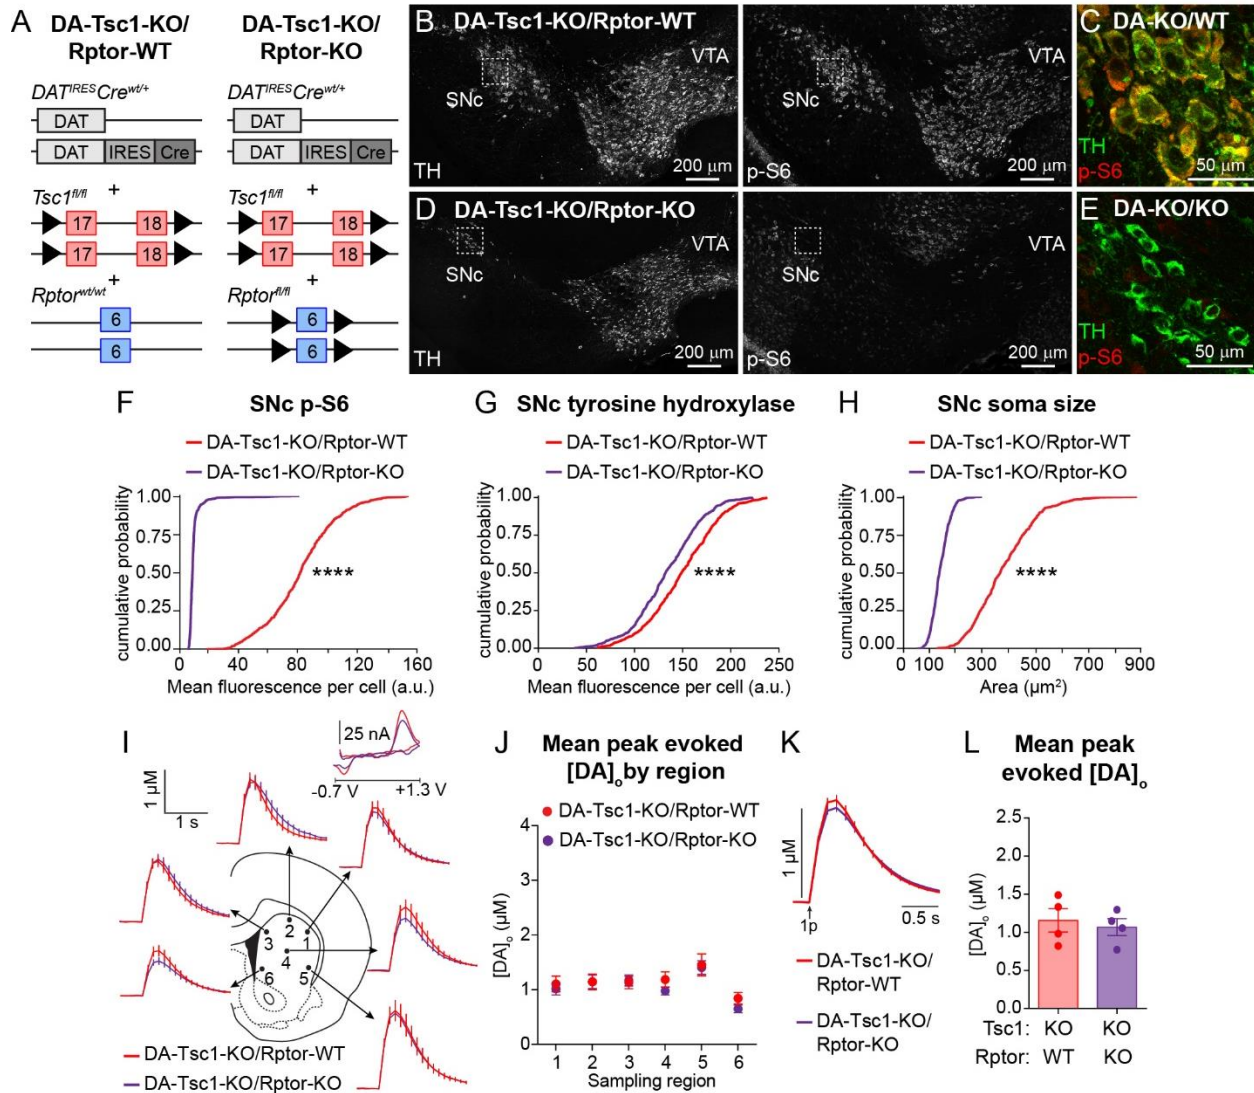 A
DA-Tsc1-KO/
Rptor-WT
DA-Tsc1-KO/
Rptor-KO
DAT^IRES Cre^wt/+
DAT
DAT IRES Cre
+
Tsc1^fl/fl
17 18
17 18
+
Rptor^wt/wt
6
6
DAT^IRES Cre^wt/+
DAT
DAT IRES Cre
+
Tsc1^fl/fl
17 18
17 18
+
Rptor^fl/fl
6
6
B DA-Tsc1-KO/Rptor-WT
VTA
SNc
TH
200 µm
VTA
SNc
p-S6
200 µm
C DA-KO/WT
TH
p-S6
50 µm
D DA-Tsc1-KO/Rptor-KO
VTA
SNc
TH
200 µm
VTA
SNc
p-S6
200 µm
E DA-KO/KO
TH
p-S6
50 µm
F SNc p-S6
DA-Tsc1-KO/Rptor-WT
DA-Tsc1-KO/Rptor-KO
cumulative probability
1.00
0.75
0.50
0.25
0.00
****
0 40 80 120 160
Mean fluorescence per cell (a.u.)
G SNc tyrosine hydroxylase
DA-Tsc1-KO/Rptor-WT
DA-Tsc1-KO/Rptor-KO
cumulative probability
1.00
0.75
0.50
0.25
0.00
****
0 50 100 150 200 250
Mean fluorescence per cell (a.u.)
H SNc soma size
DA-Tsc1-KO/Rptor-WT
DA-Tsc1-KO/Rptor-KO
cumulative probability
1.00
0.75
0.50
0.25
0.00
****
0 100 300 500 700 900
Area (µm²)
I
25 nA
-0.7 V +1.3 V
1 µM
1 s
2
3 1
4
6 5
DA-Tsc1-KO/Rptor-WT
DA-Tsc1-KO/Rptor-KO
J Mean peak evoked
[DA]ₒ by region
DA-Tsc1-KO/Rptor-WT
DA-Tsc1-KO/Rptor-KO
[DA]ₒ (µM)
4
3
2
1
0
1 2 3 4 5 6
Sampling region
K
1 µM
1p
0.5 s
DA-Tsc1-KO/
Rptor-WT
DA-Tsc1-KO/
Rptor-KO
L Mean peak
evoked [DA]ₒ
[DA]ₒ (µM)
2.0
1.5
1.0
0.5
0.0
Tsc1: KO KO
Rptor: WT KO